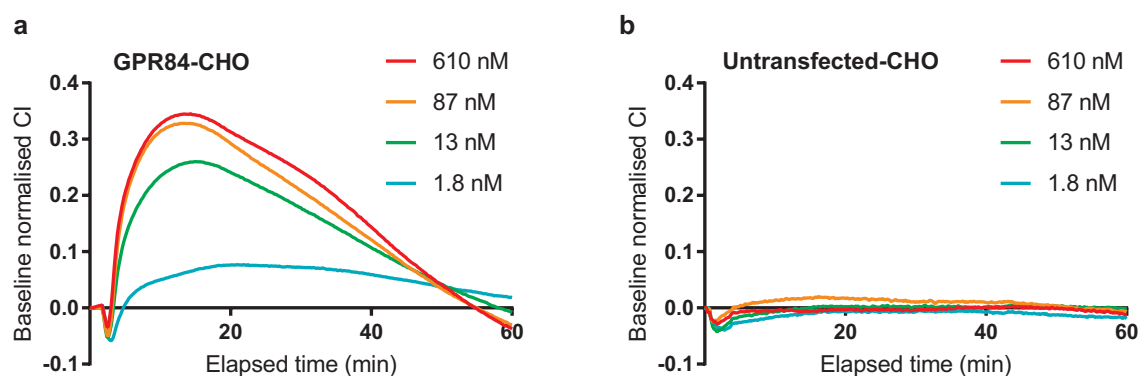 a
GPR84-CHO
610 nM
87 nM
13 nM
1.8 nM
Baseline normalised CI
0.4
0.3
0.2
0.1
0.0
-0.1
20
40
60
Elapsed time (min)
b
Untransfected-CHO
610 nM
87 nM
13 nM
1.8 nM
Baseline normalised CI
0.4
0.3
0.2
0.1
0.0
-0.1
20
40
60
Elapsed time (min)